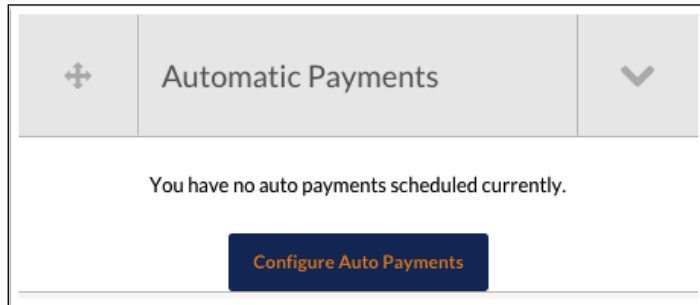 Automatic Payments
You have no auto payments scheduled currently.
Configure Auto Payments